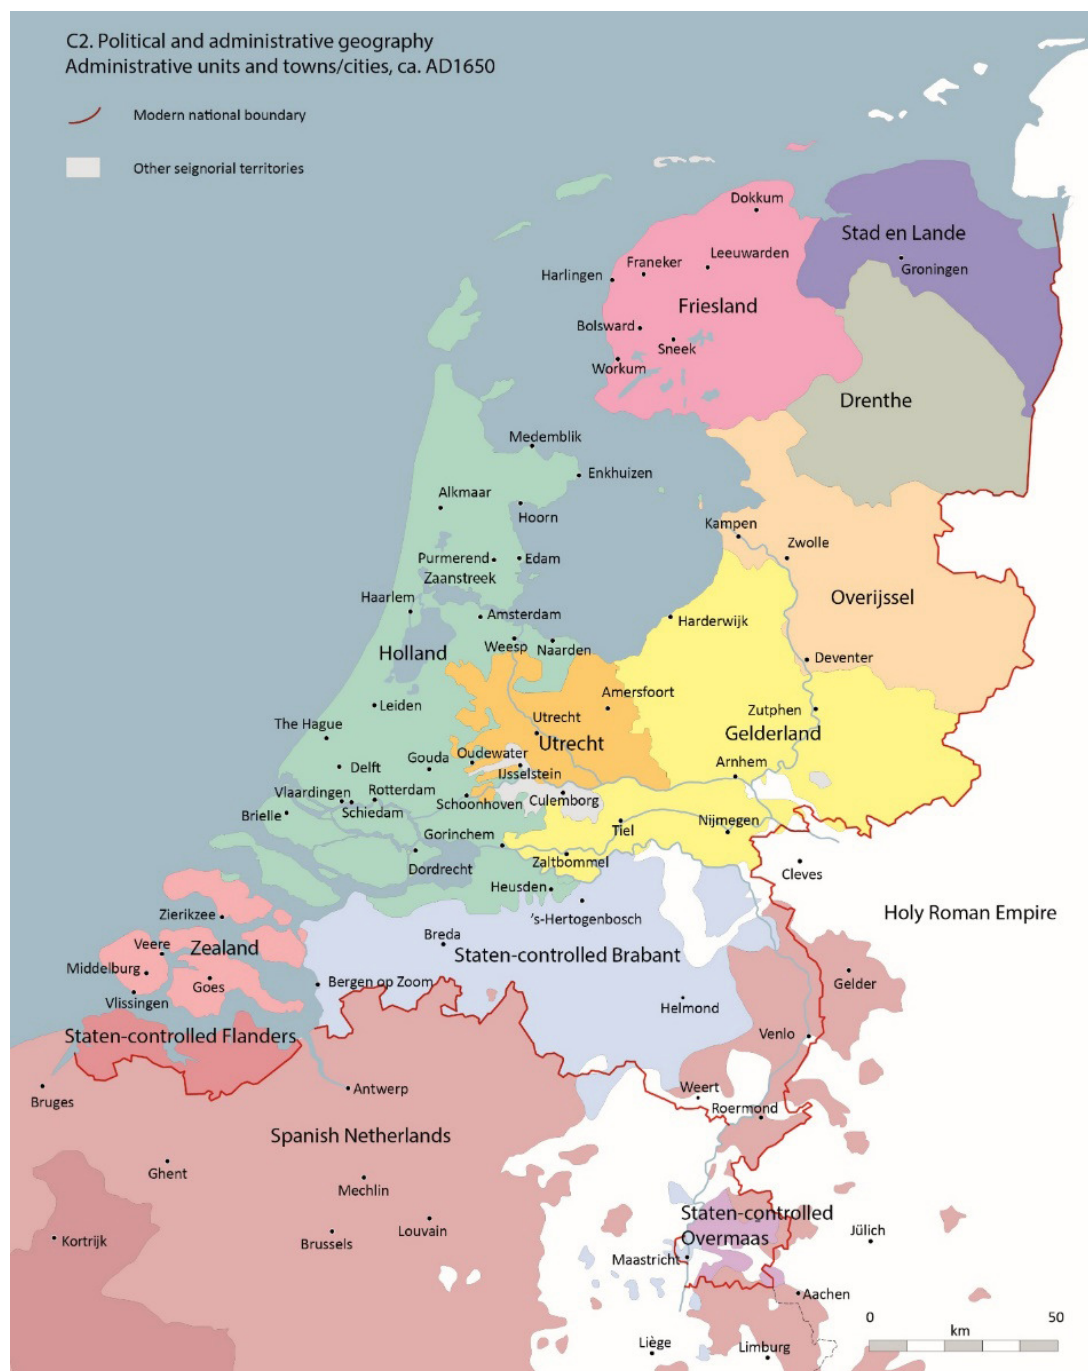 C2. Political and administrative geography
Administrative units and towns/cities, ca. AD1650
Modern national boundary
Other seignorial territories
Dokkum
Stad en Lande
Leeuwarden
Franeker
Groningen
Harlingen
Friesland
Bolsward
Sneek
Workum
Drenthe
Medemblik
Enkhuizen
Alkmaar
Hoorn
Kampen
Zwolle
Purmerend
Edam
Zaanstreek
Haarlem
Overijssel
Amsterdam
Harderwijk
Weesp
Naarden
Holland
Deventer
Amersfoort
Leiden
Zutphen
Utrecht
The Hague
Gelderland
Utrecht
Oudewater
Gouda
Arnhem
Delft
IJsselstein
Rotterdam
Vlaardingen
Schoonhoven
Culemborg
Schiedam
Brielle
Nijmegen
Tiel
Gorinchem
Zaltbommel
Dordrecht
Cleves
Heusden
Zierikzee
's-Hertogenbosch
Holy Roman Empire
Breda
Veere
Zealand
Staten-controlled Brabant
Middelburg
Goes
Bergen op Zoom
Gelder
Vlissingen
Helmond
Staten-controlled Flanders
Venlo
Antwerp
Weert
Bruges
Roermond
Spanish Netherlands
Ghent
Mechlin
Staten-controlled
Overmaas
Louvain
Jülich
Kortrijk
Brussels
Maastricht
Aachen
0
50
km
Liège
Limburg